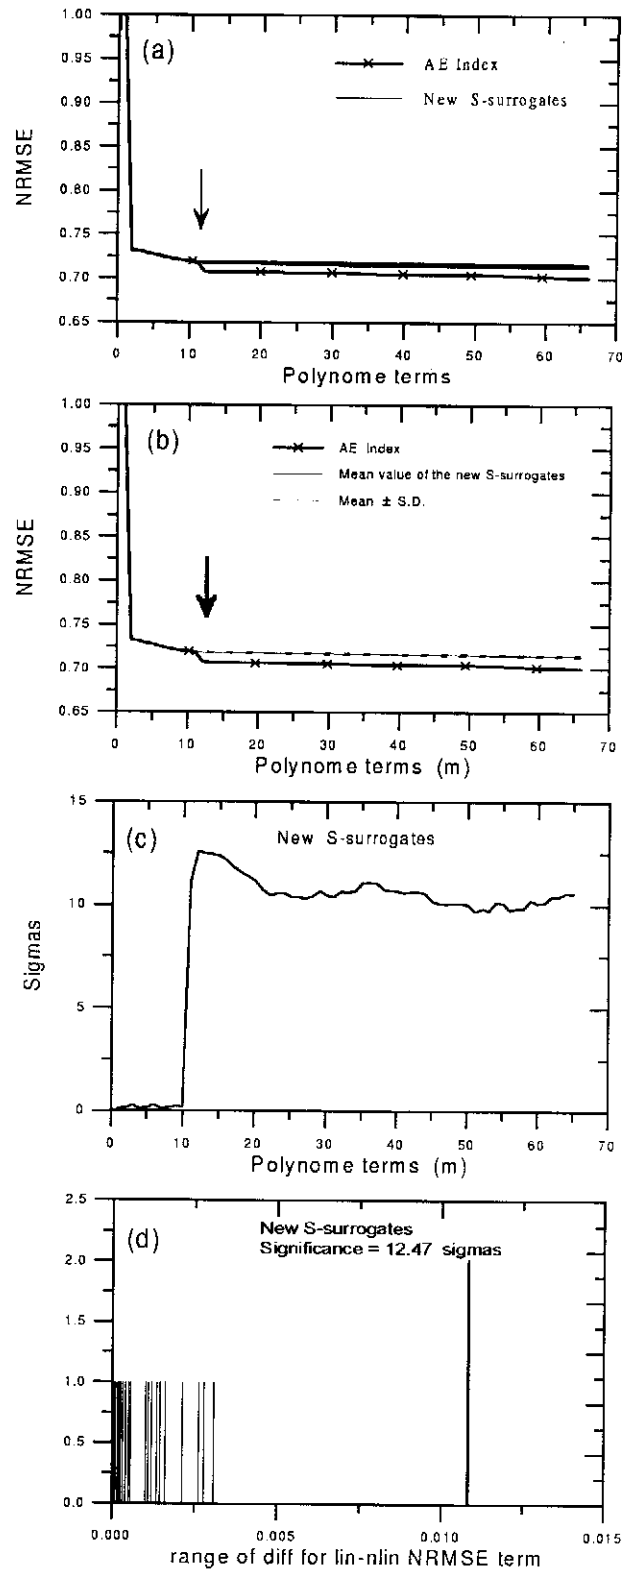 (a)
AE Index
New S-surrogates
NRMSE
1.00
0.95
0.90
0.85
0.80
0.75
0.70
0.65
0 10 20 30 40 50 60 70
Polynome terms
(b)
AE Index
Mean value of the new S-surrogates
Mean ± S.D.
NRMSE
1.00
0.95
0.90
0.85
0.80
0.75
0.70
0.65
0 10 20 30 40 50 60 70
Polynome terms (m)
(c)
New S-surrogates
Sigmas
15
10
5
0
0 10 20 30 40 50 60 70
Polynome terms (m)
(d)
New S-surrogates
Significance = 12.47 sigmas
2.5
2.0
1.5
1.0
0.5
0.0
0.000 0.005 0.010 0.015
range of diff for lin-nlin NRMSE term